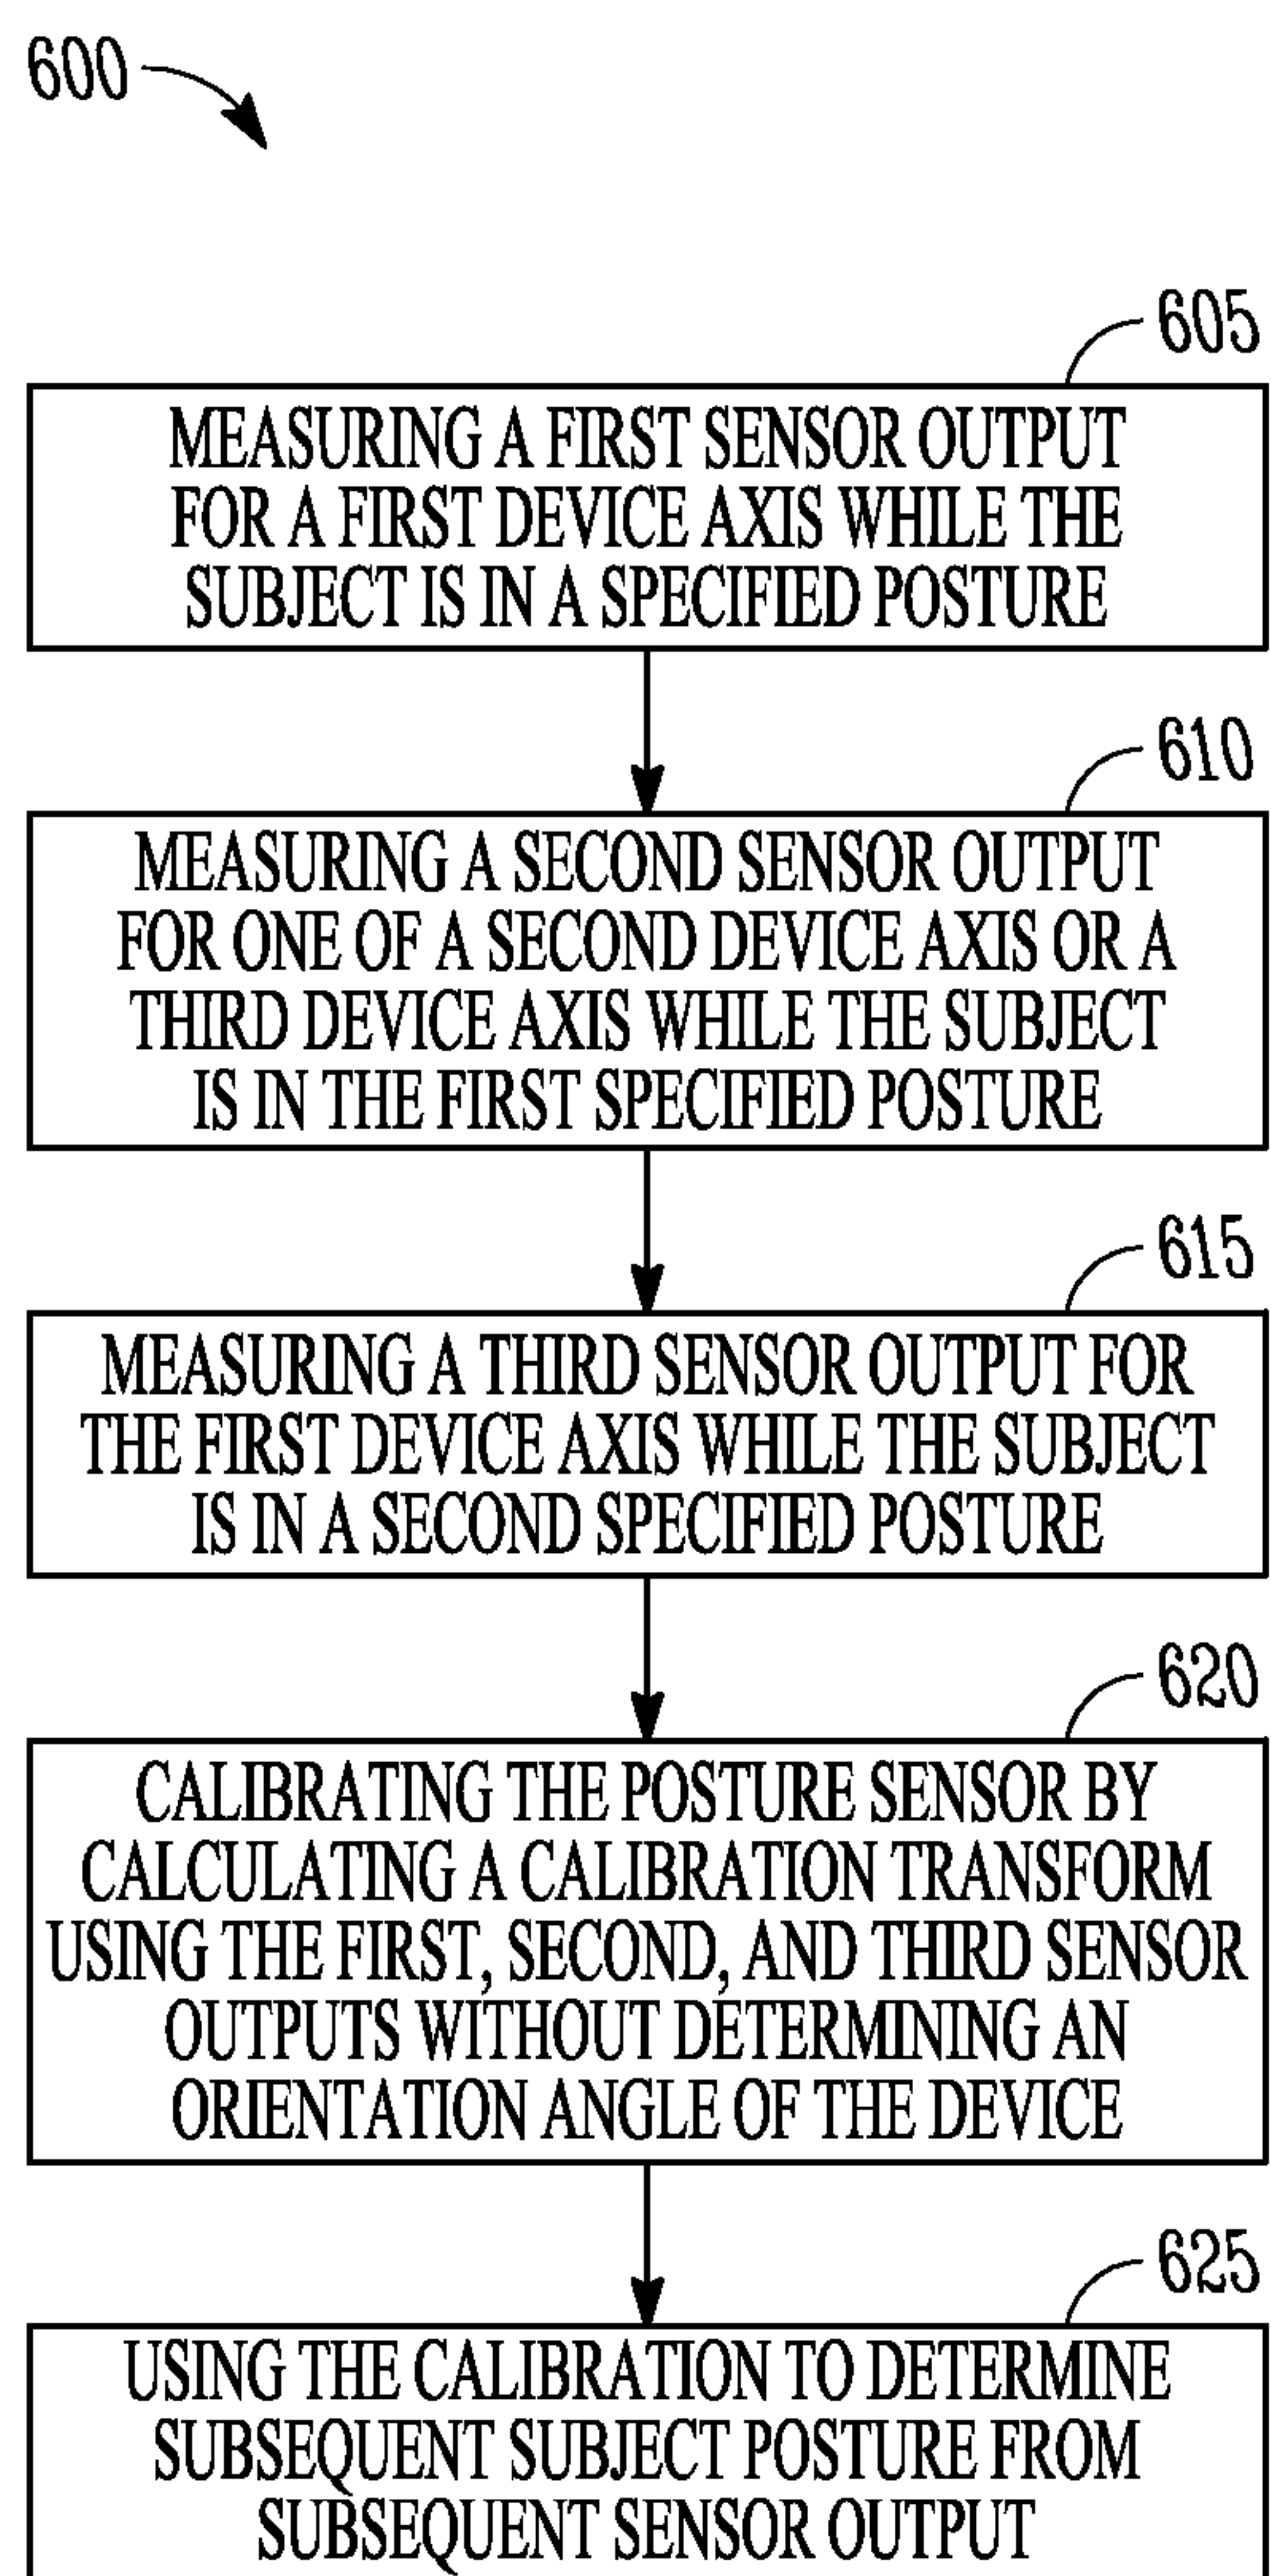 600
605
MEASURING A FIRST SENSOR OUTPUT
FOR A FIRST DEVICE AXIS WHILE THE
SUBJECT IS IN A SPECIFIED POSTURE
610
MEASURING A SECOND SENSOR OUTPUT
FOR ONE OF A SECOND DEVICE AXIS OR A
THIRD DEVICE AXIS WHILE THE SUBJECT
IS IN THE FIRST SPECIFIED POSTURE
615
MEASURING A THIRD SENSOR OUTPUT FOR
THE FIRST DEVICE AXIS WHILE THE SUBJECT
IS IN A SECOND SPECIFIED POSTURE
620
CALIBRATING THE POSTURE SENSOR BY
CALCULATING A CALIBRATION TRANSFORM
USING THE FIRST, SECOND, AND THIRD SENSOR
OUTPUTS WITHOUT DETERMINING AN
ORIENTATION ANGLE OF THE DEVICE
625
USING THE CALIBRATION TO DETERMINE
SUBSEQUENT SUBJECT POSTURE FROM
SUBSEQUENT SENSOR OUTPUT